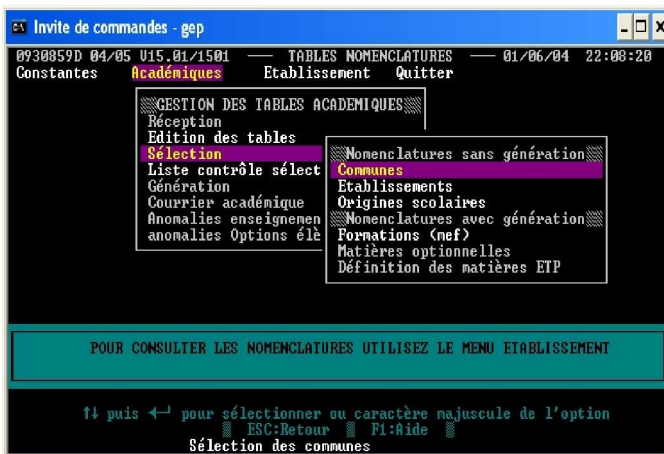 Invite de commandes - gep
0930859D 04/05 V15.01/1501 — TABLES NOMENCLATURES — 01/06/04 22:08:20
Constantes Académiques Etablissement Quitter
GESTION DES TABLES ACADEMIQUES
Réception
Edition des tables
Sélection
Liste contrôle sélect
Génération
Courrier académique
Anomalies enseignemen
anomalies Options élè
Nomenclatures sans génération
Communes
Etablissements
Origines scolaires
Nomenclatures avec génération
Formations (mef)
Matières optionnelles
Définition des matières ETP
POUR CONSULTER LES NOMENCLATURES UTILISEZ LE MENU ETABLISSEMENT
↑↓ puis ←┘ pour sélectionner ou caractère majuscule de l'option
ESC:Retour F1:Aide
Sélection des communes